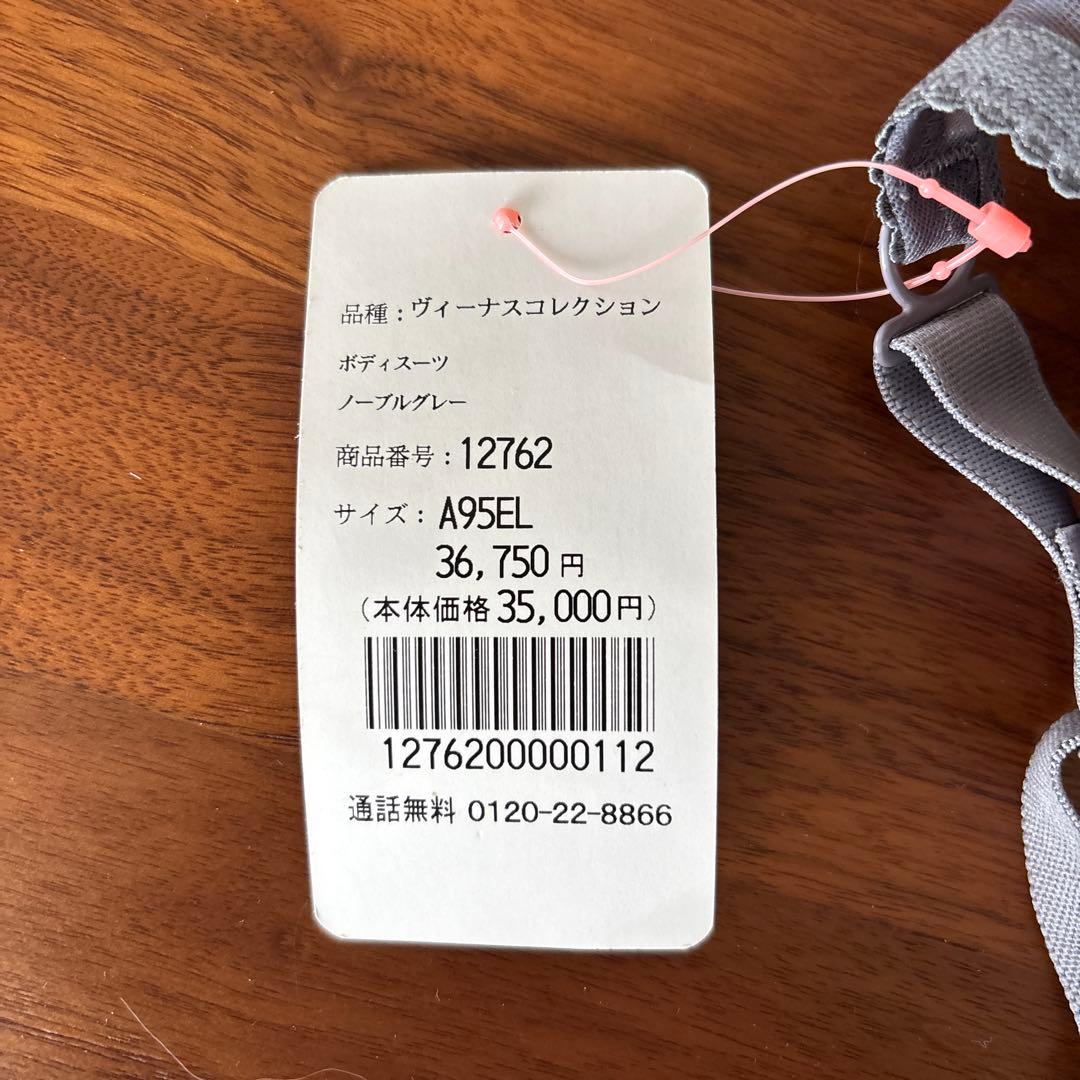 品種：ヴィーナスコレクション
ボディスーツ
ノーブルグレー
商品番号：12762
サイズ：A95EL
36,750円
（本体価格35,000円）
1276200000112
通話無料 0120-22-8866